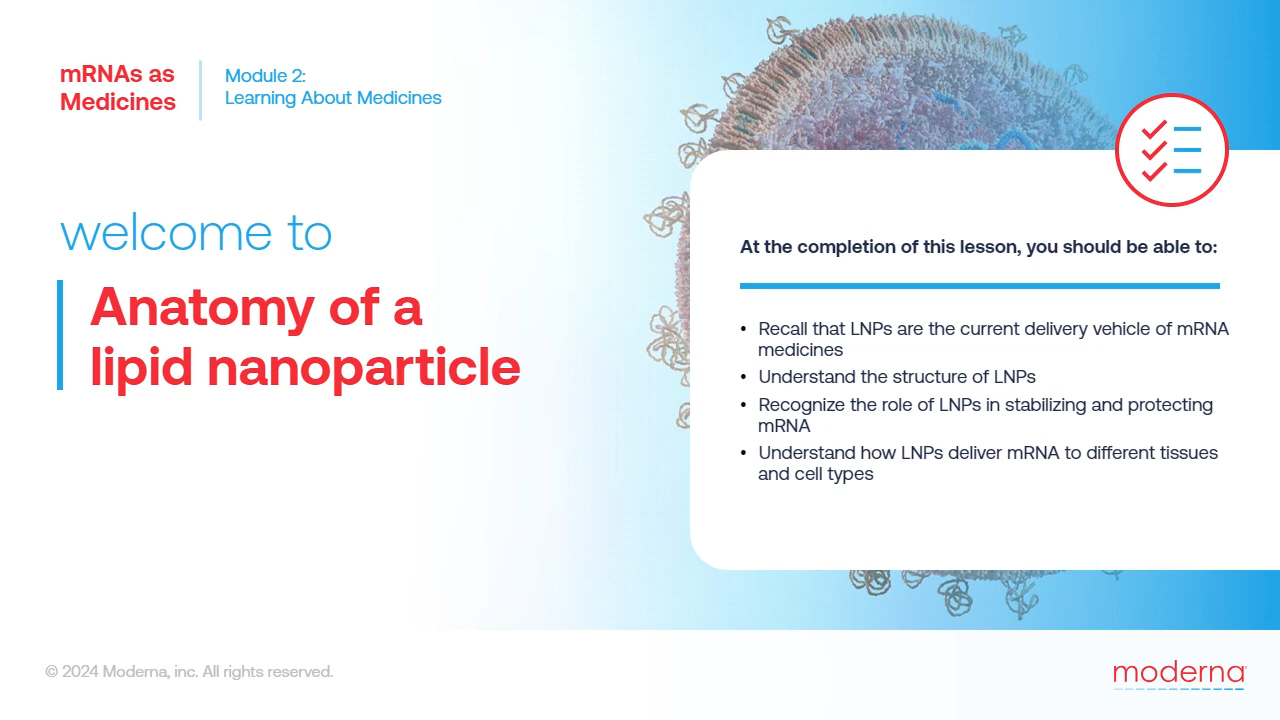 mRNAs as
Medicines
Module 2:
Learning About Medicines
welcome to
Anatomy of a
lipid nanoparticle
At the completion of this lesson, you should be able to:
• Recall that LNPs are the current delivery vehicle of mRNA
medicines
• Understand the structure of LNPs
• Recognize the role of LNPs in stabilizing and protecting
mRNA
• Understand how LNPs deliver mRNA to different tissues
and cell types
© 2024 Moderna, inc. All rights reserved.
moderna